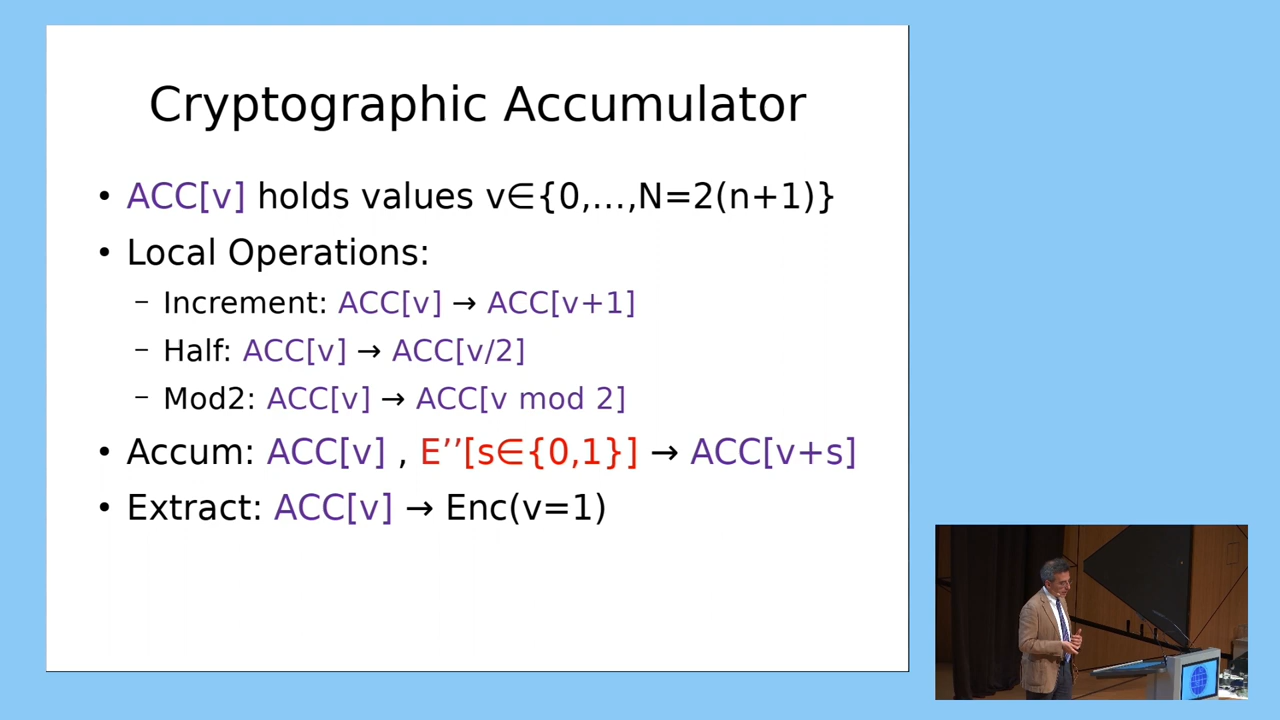 Cryptographic Accumulator
• ACC[v] holds values v∈{0,…,N=2(n+1)}
• Local Operations:
– Increment: ACC[v] → ACC[v+1]
– Half: ACC[v] → ACC[v/2]
– Mod2: ACC[v] → ACC[v mod 2]
• Accum: ACC[v] , E’’[s∈{0,1}] → ACC[v+s]
• Extract: ACC[v] → Enc(v=1)